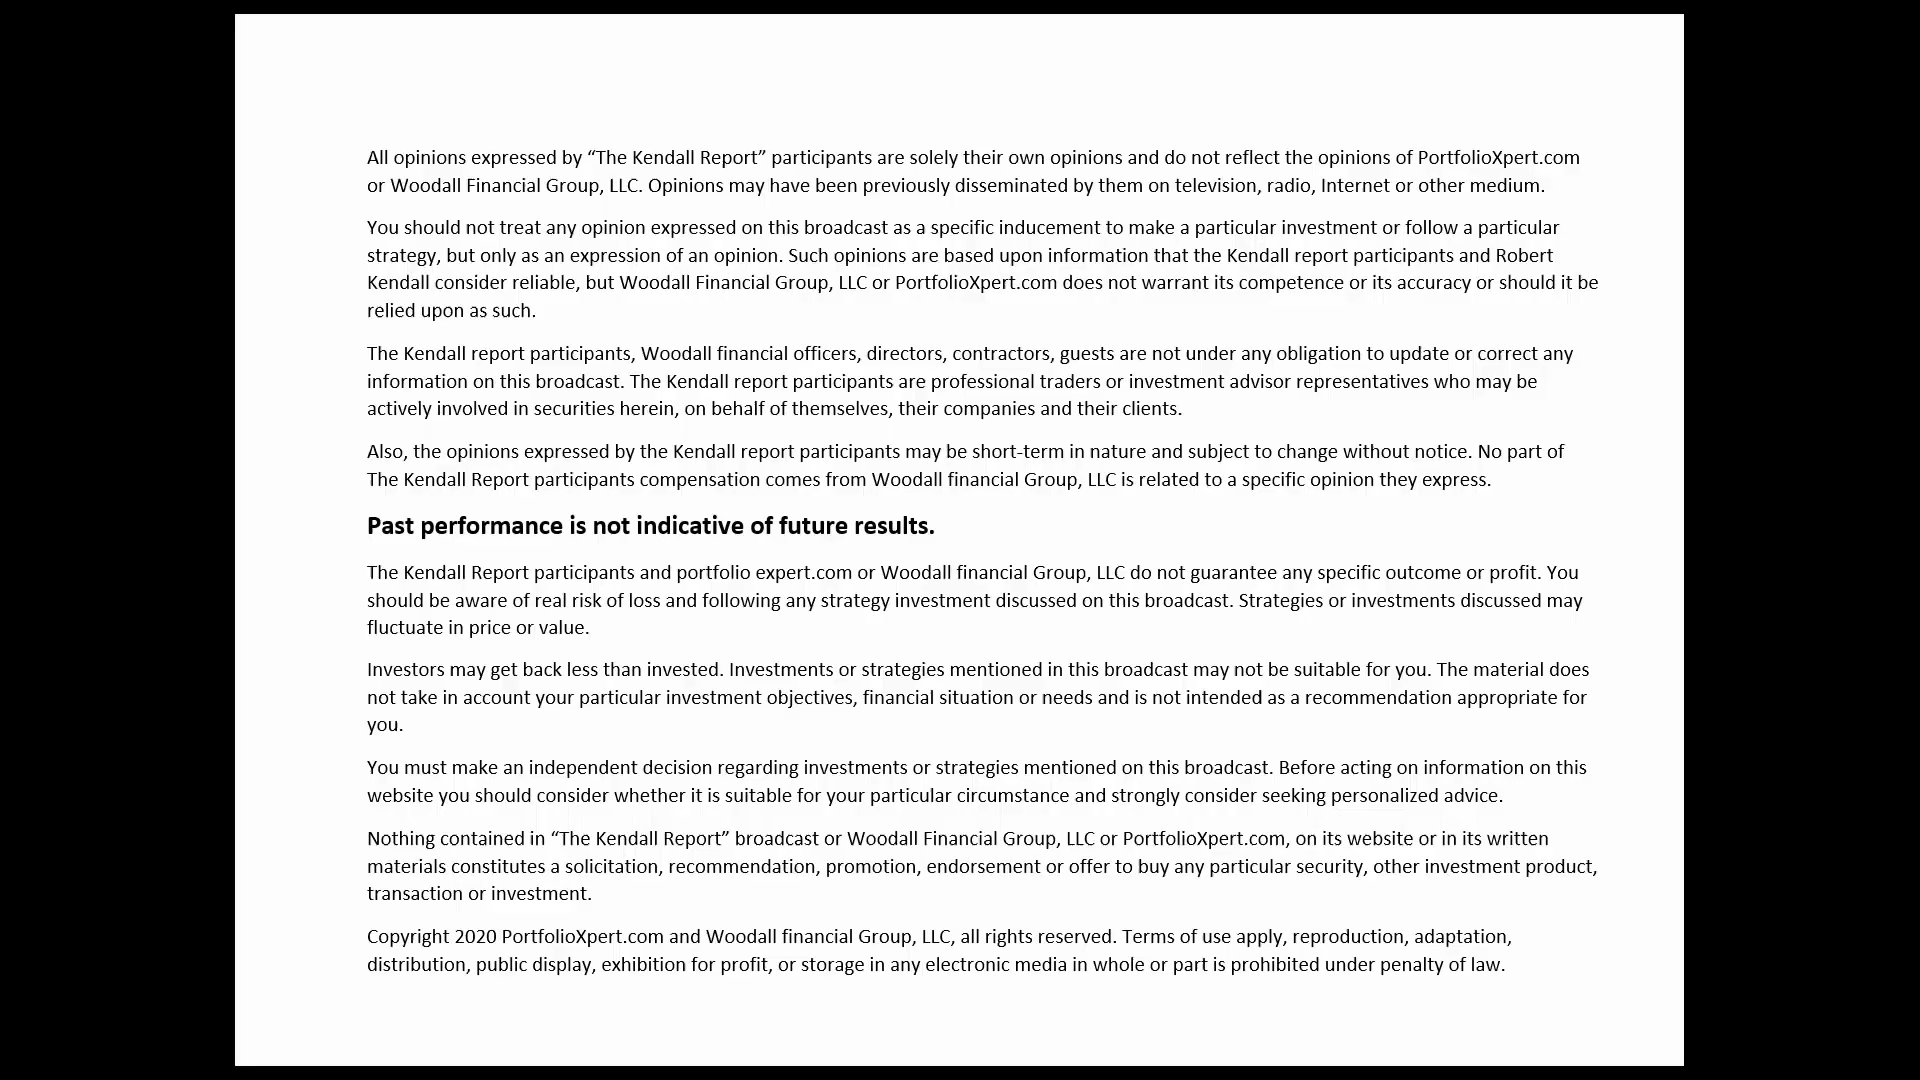 All opinions expressed by “The Kendall Report” participants are solely their own opinions and do not reflect the opinions of PortfolioXpert.com
or Woodall Financial Group, LLC. Opinions may have been previously disseminated by them on television, radio, Internet or other medium.
You should not treat any opinion expressed on this broadcast as a specific inducement to make a particular investment or follow a particular
strategy, but only as an expression of an opinion. Such opinions are based upon information that the Kendall report participants and Robert
Kendall consider reliable, but Woodall Financial Group, LLC or PortfolioXpert.com does not warrant its competence or its accuracy or should it be
relied upon as such.
The Kendall report participants, Woodall financial officers, directors, contractors, guests are not under any obligation to update or correct any
information on this broadcast. The Kendall report participants are professional traders or investment advisor representatives who may be
actively involved in securities herein, on behalf of themselves, their companies and their clients.
Also, the opinions expressed by the Kendall report participants may be short-term in nature and subject to change without notice. No part of
The Kendall Report participants compensation comes from Woodall financial Group, LLC is related to a specific opinion they express.
Past performance is not indicative of future results.
The Kendall Report participants and portfolio expert.com or Woodall financial Group, LLC do not guarantee any specific outcome or profit. You
should be aware of real risk of loss and following any strategy investment discussed on this broadcast. Strategies or investments discussed may
fluctuate in price or value.
Investors may get back less than invested. Investments or strategies mentioned in this broadcast may not be suitable for you. The material does
not take in account your particular investment objectives, financial situation or needs and is not intended as a recommendation appropriate for
you.
You must make an independent decision regarding investments or strategies mentioned on this broadcast. Before acting on information on this
website you should consider whether it is suitable for your particular circumstance and strongly consider seeking personalized advice.
Nothing contained in “The Kendall Report” broadcast or Woodall Financial Group, LLC or PortfolioXpert.com, on its website or in its written
materials constitutes a solicitation, recommendation, promotion, endorsement or offer to buy any particular security, other investment product,
transaction or investment.
Copyright 2020 PortfolioXpert.com and Woodall financial Group, LLC, all rights reserved. Terms of use apply, reproduction, adaptation,
distribution, public display, exhibition for profit, or storage in any electronic media in whole or part is prohibited under penalty of law.